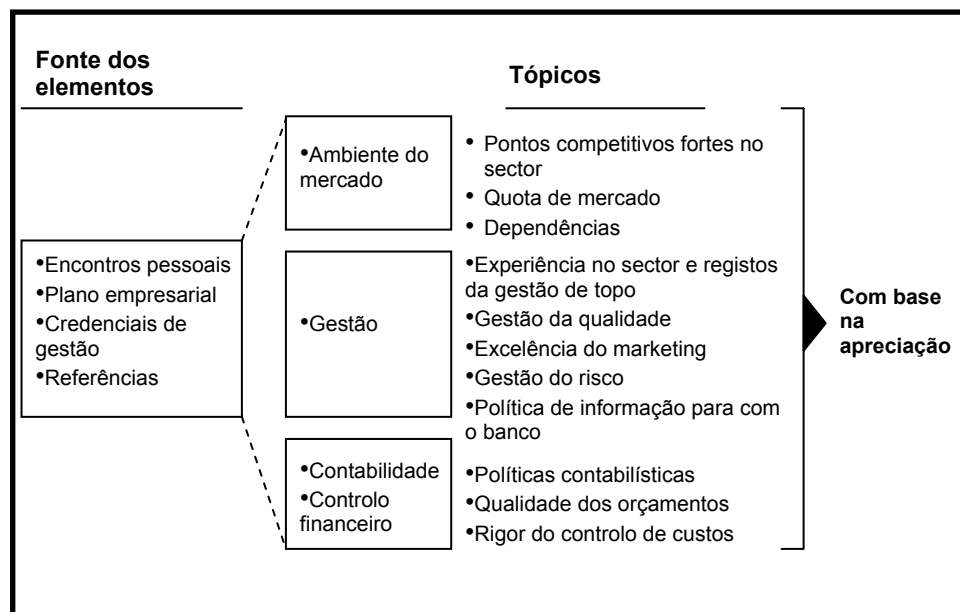 Fonte dos
elementos
Tópicos
•Encontros pessoais
•Plano empresarial
•Credenciais de
gestão
•Referências
•Ambiente do
mercado
• Pontos competitivos fortes no
sector
• Quota de mercado
• Dependências
•Gestão
•Experiência no sector e registos
da gestão de topo
•Gestão da qualidade
•Excelência do marketing
•Gestão do risco
•Política de informação para com
o banco
•Contabilidade
•Controlo
financeiro
•Políticas contabilísticas
•Qualidade dos orçamentos
•Rigor do controlo de custos
Com base
na
apreciação